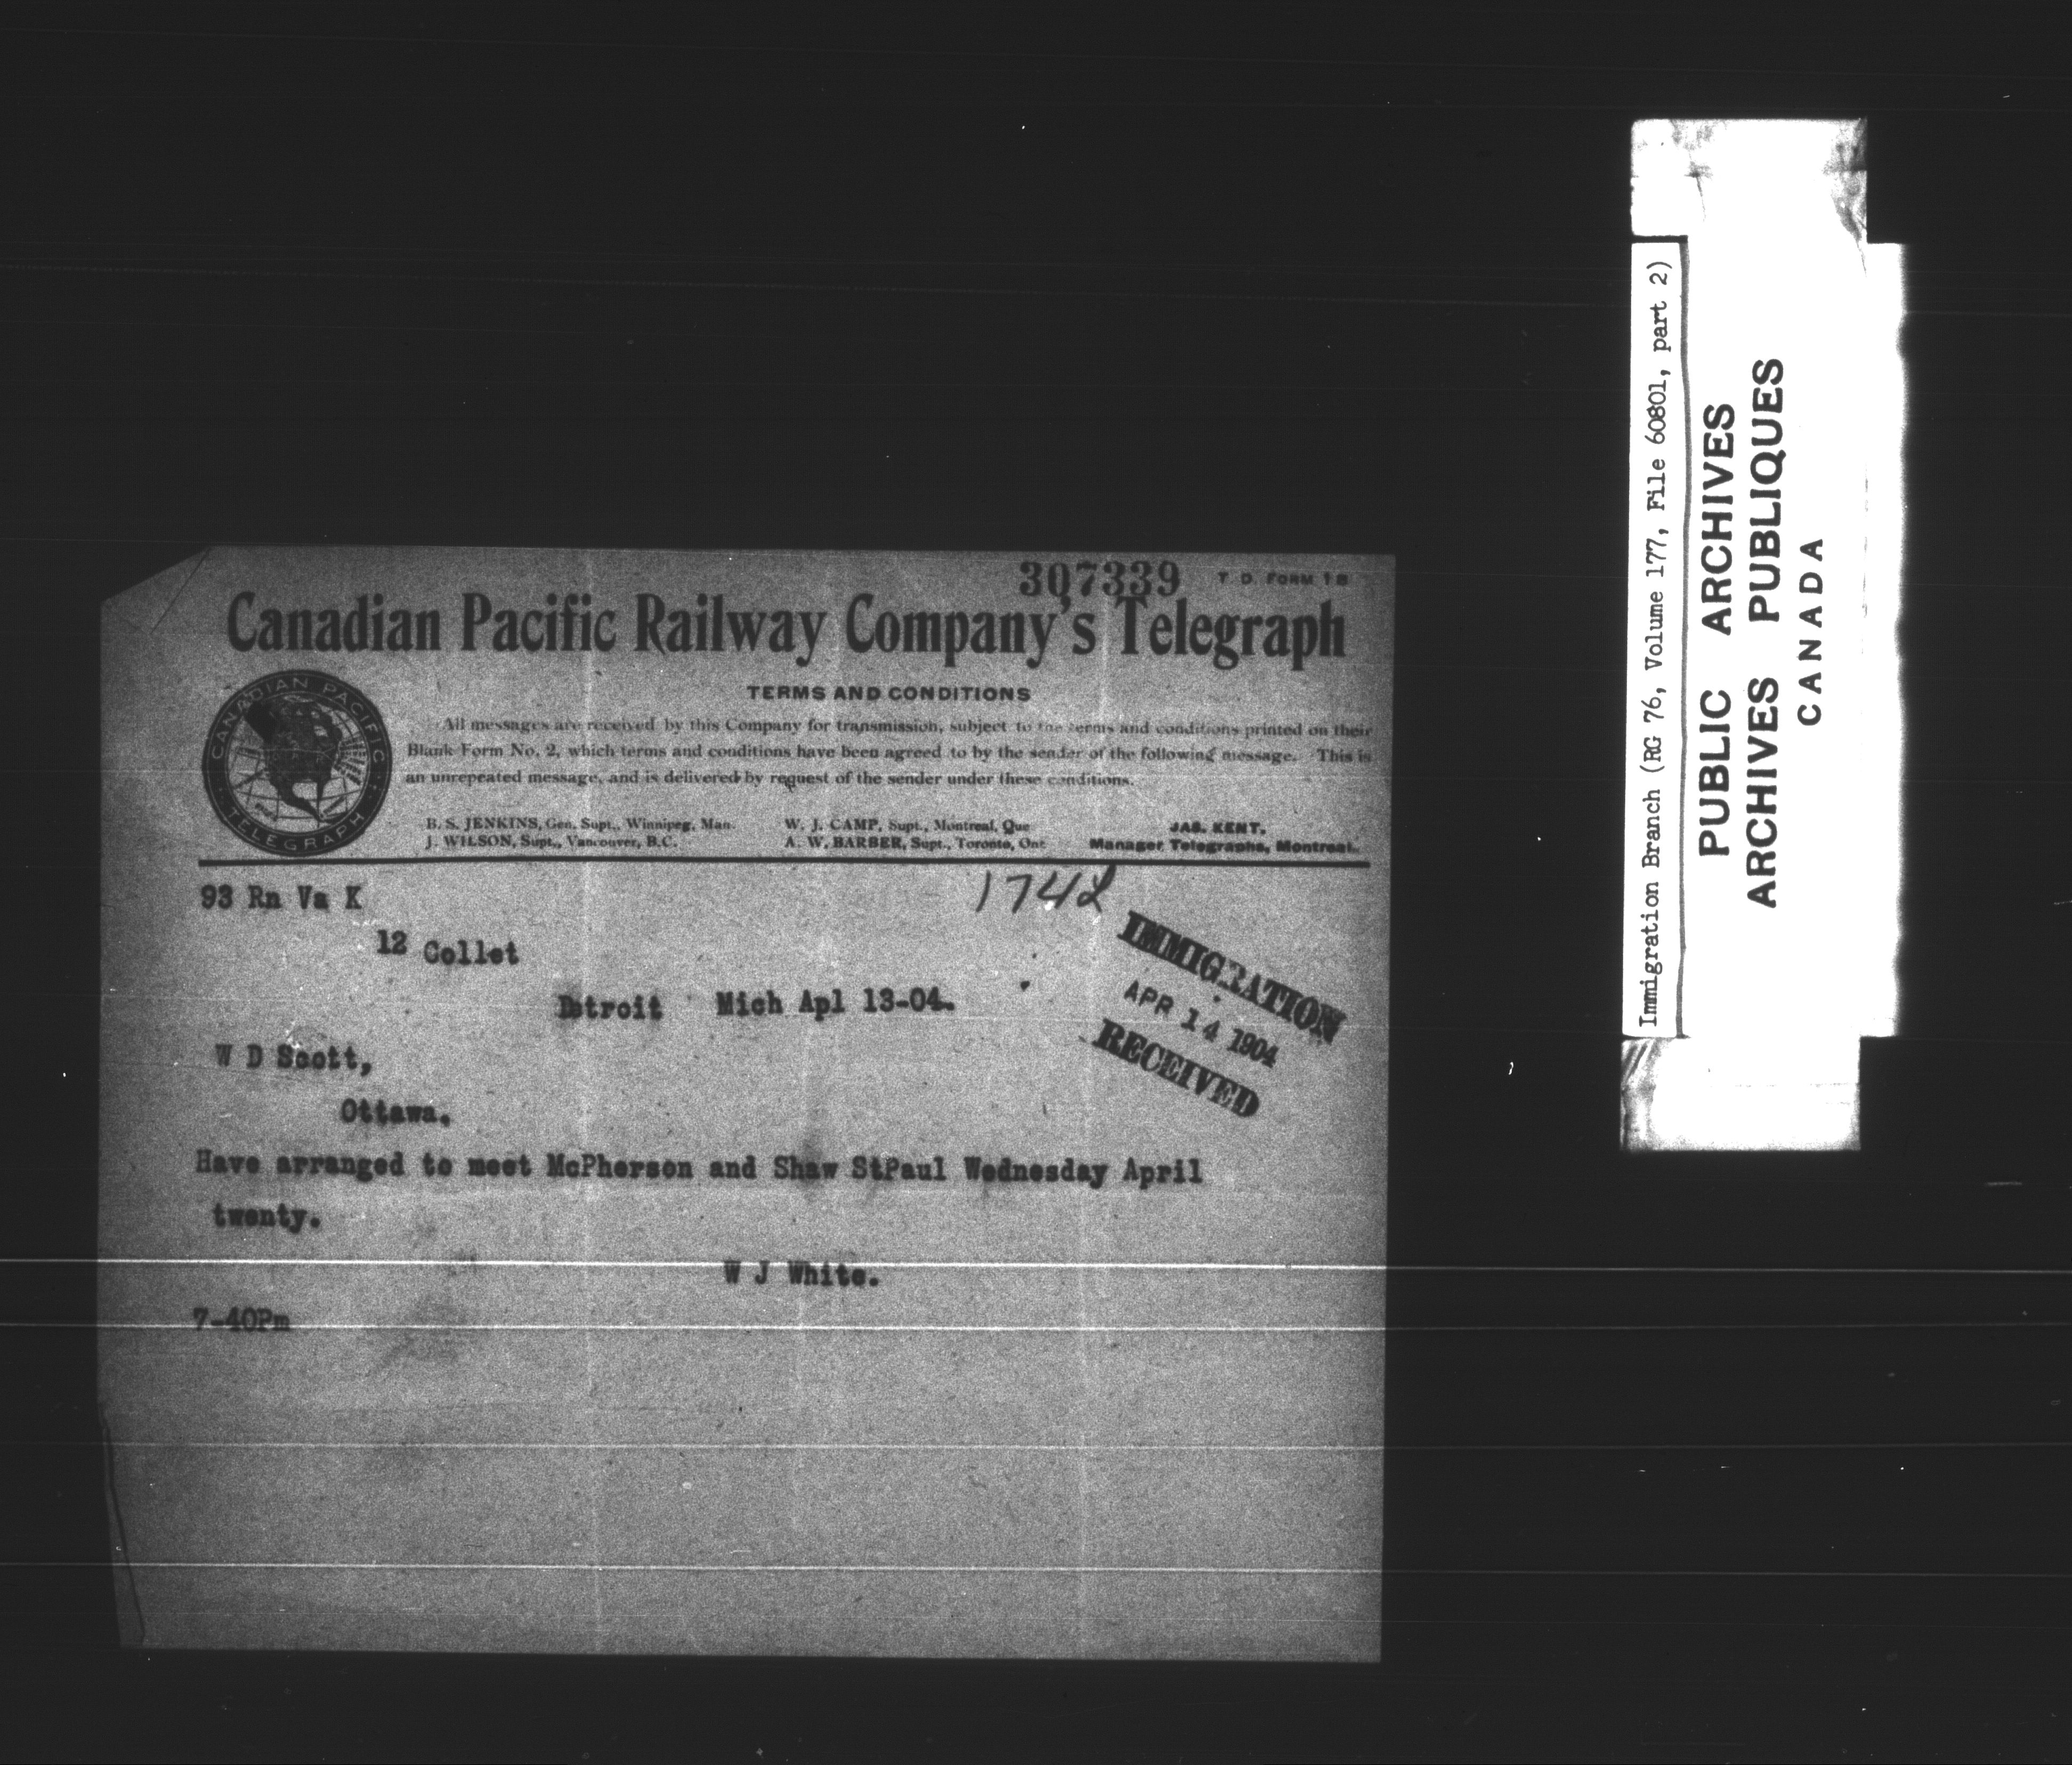 307339 T. D. FORM 18
Canadian Pacific Railway Company's Telegraph
CANADIAN PACIFIC
TELEGRAPH
TERMS AND CONDITIONS
All messages are received by this Company for transmission, subject to the terms and conditions printed on their
Blank Form No. 2, which terms and conditions have been agreed to by the sender of the following message. This is
an unrepeated message, and is delivered by request of the sender under these conditions.
B. S. JENKINS, Gen. Supt., Winnipeg, Man. W. J. CAMP, Supt., Montreal, Que JAS. KENT,
J. WILSON, Supt., Vancouver, B.C. A. W. BARBER, Supt., Toronto, Ont Manager Telegraphs, Montreal.
93 Rn Va K
1742
12 Collet
IMMIGRATION
APR 14 1904
RECEIVED
Detroit Mich Apl 13-04.
W D Scott,
Ottawa.
Have arranged to meet McPherson and Shaw StPaul Wednesday April
twenty.
W J White.
7-40Pm
Immigration Branch (RG 76, Volume 177, File 60801, part 2)
PUBLIC ARCHIVES
ARCHIVES PUBLIQUES
CANADA